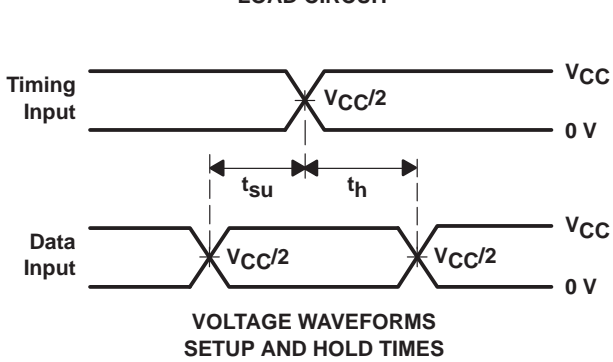 LOAD CIRCUIT
Timing
Input
VCC
VCC/2
0 V
tsu
th
Data
Input
VCC
VCC/2
VCC/2
0 V
VOLTAGE WAVEFORMS
SETUP AND HOLD TIMES